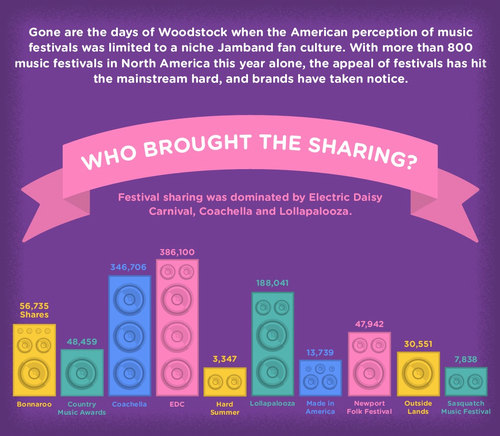 Gone are the days of Woodstock when the American perception of music
festivals was limited to a niche Jamband fan culture. With more than 800
music festivals in North America this year alone, the appeal of festivals has hit
the mainstream hard, and brands have taken notice.
WHO BROUGHT THE SHARING?
Festival sharing was dominated by Electric Daisy
Carnival, Coachella and Lollapalooza.
56,735
Shares
48,459
346,706
386,100
3,347
188,041
13,739
47,942
30,551
7,838
Bonnaroo
Country
Music Awards
Coachella
EDC
Hard
Summer
Lollapalooza
Made in
America
Newport
Folk Festival
Outside
Lands
Sasquatch
Music Festival